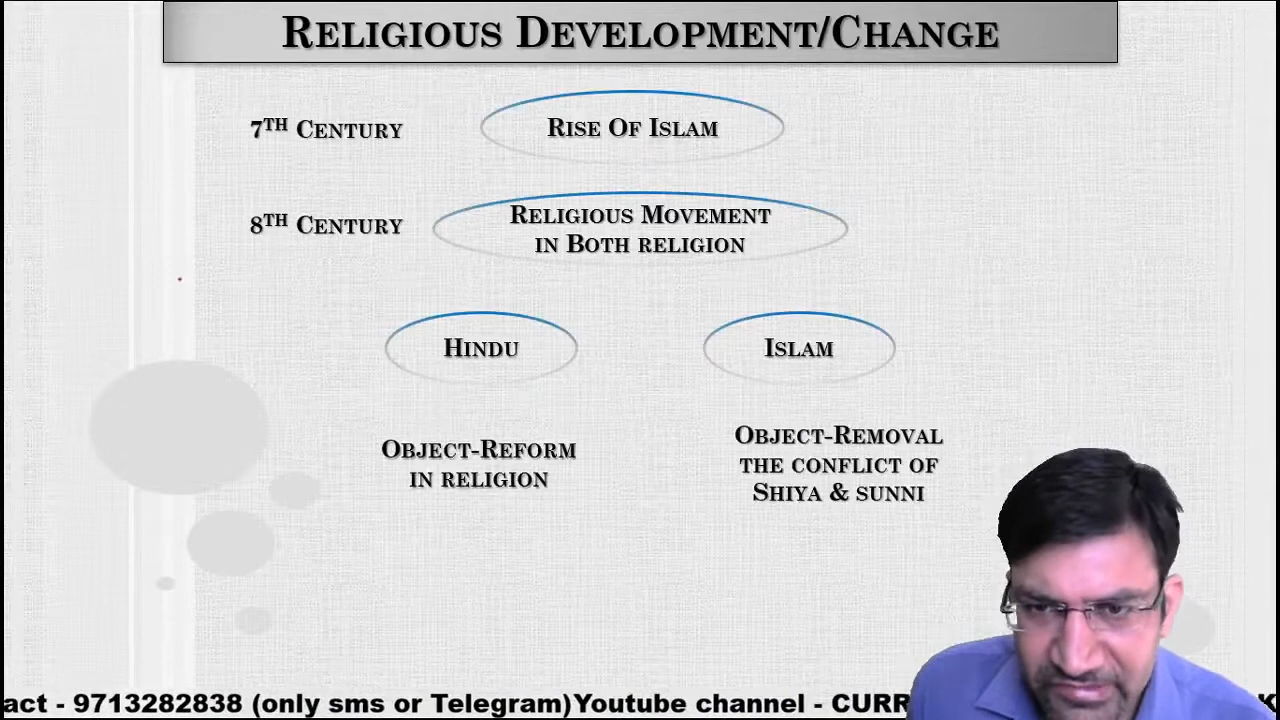 Religious Development/Change
7th Century
Rise Of Islam
8th Century
Religious Movement
in Both religion
Hindu
Islam
Object-Reform
in religion
Object-Removal
the conflict of
Shiya & sunni
act - 9713282838 (only sms or Telegram)Youtube channel - CURR